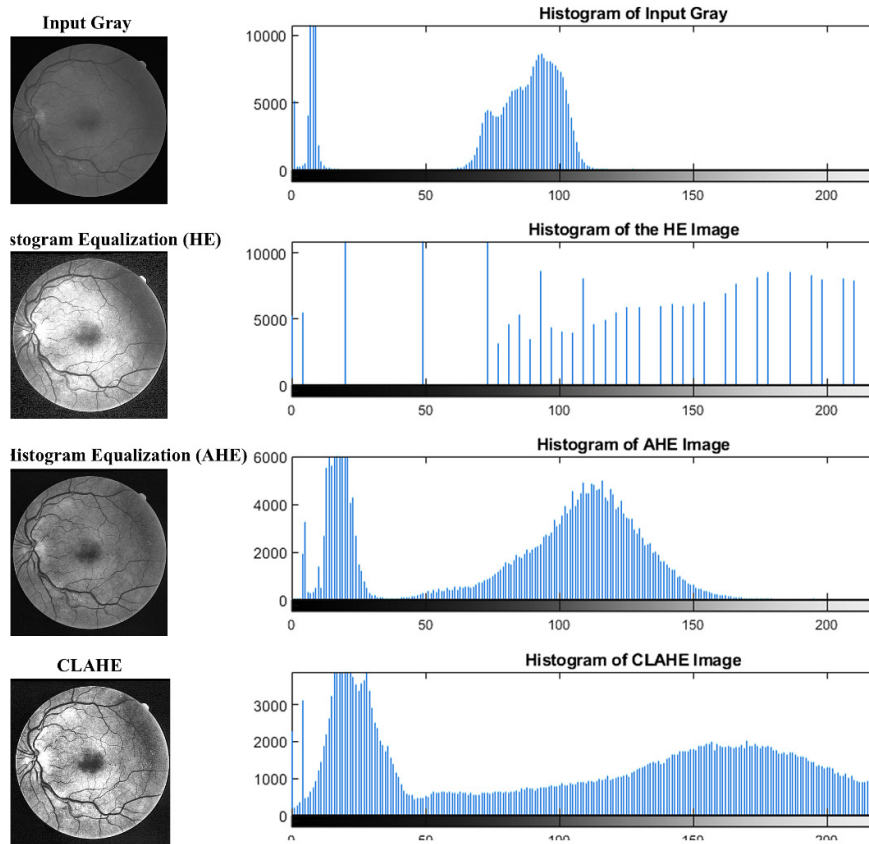 Input Gray
Histogram of Input Gray
10000
5000
0
0 50 100 150 200
stogram Equalization (HE)
Histogram of the HE Image
10000
5000
0
0 50 100 150 200
Histogram Equalization (AHE)
Histogram of AHE Image
6000
4000
2000
0
0 50 100 150 200
CLAHE
Histogram of CLAHE Image
3000
2000
1000
0
0 50 100 150 200